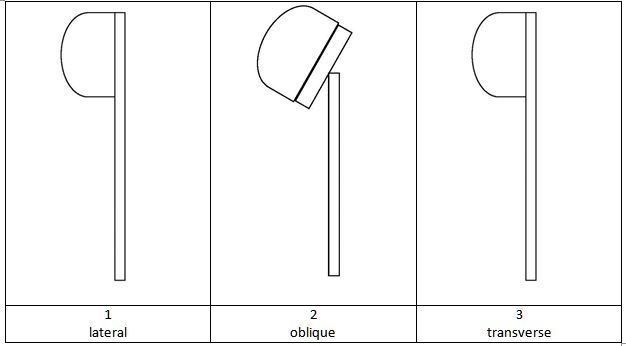 1
lateral
2
oblique
3
transverse